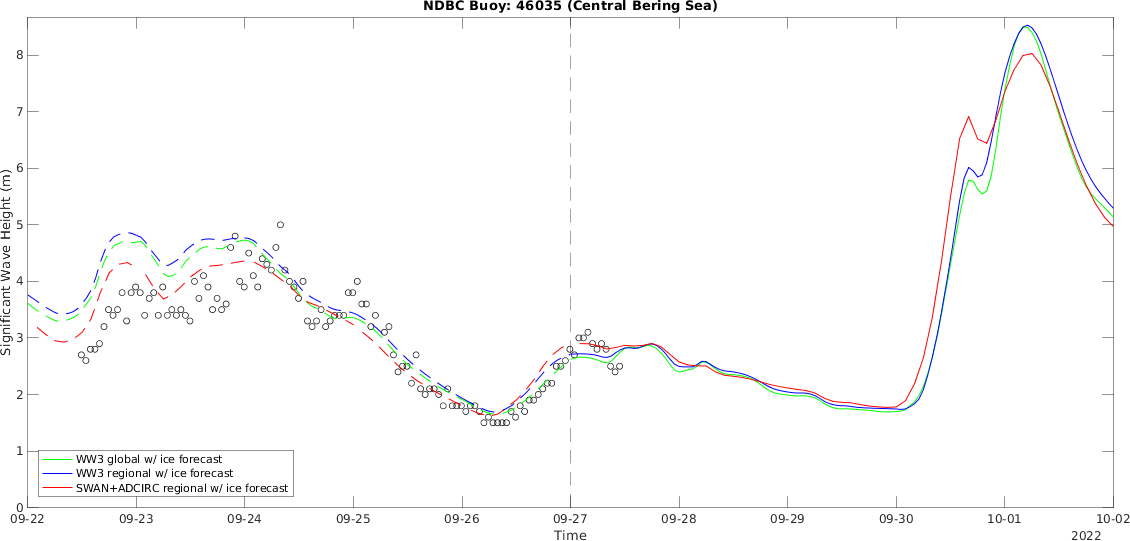 NDBC Buoy: 46035 (Central Bering Sea)
Significant Wave Height (m)
8
7
6
5
4
3
2
1
0
WW3 global w/ ice forecast
WW3 regional w/ ice forecast
SWAN+ADCIRC regional w/ ice forecast
09-22 09-23 09-24 09-25 09-26 09-27 09-28 09-29 09-30 10-01 10-02
Time
2022